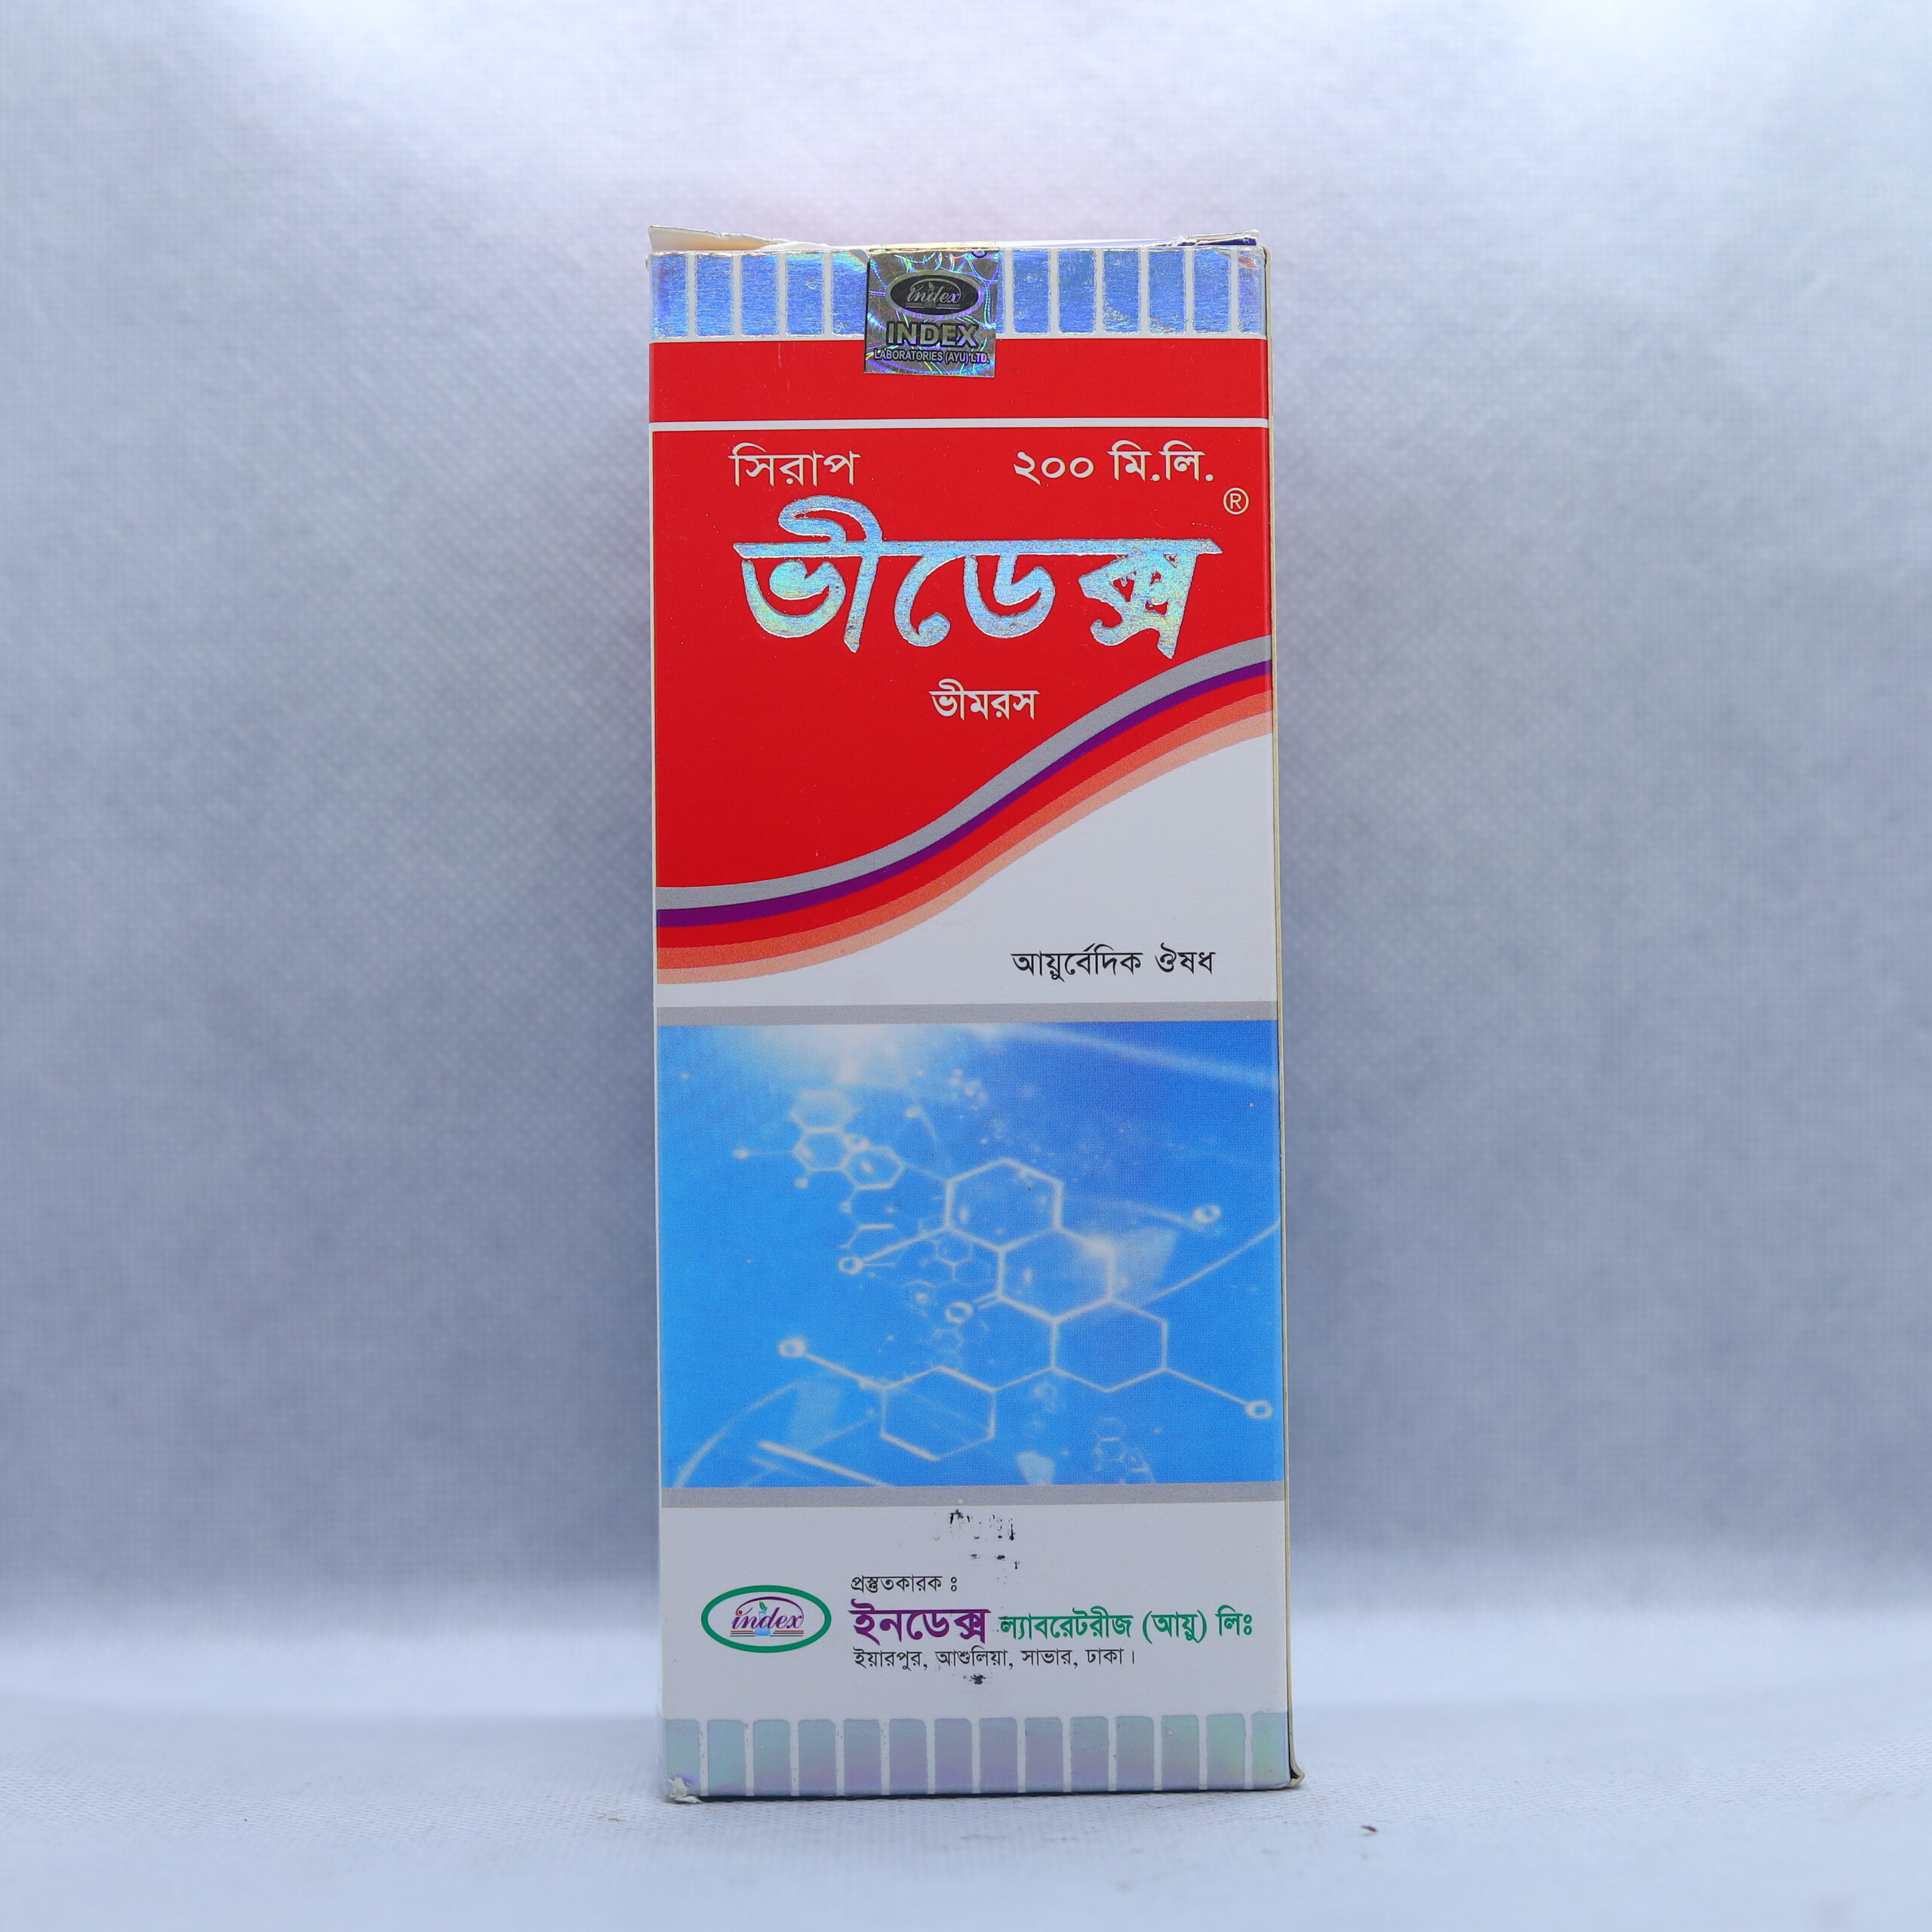 index
INDEX
LABORATORIES (AYU) LTD.
সিরাপ ২০০ মি.লি.
ভীডেক্স ®
ভীমরস
আয়ুর্বেদিক ঔষধ
প্রস্তুতকারক ঃ
index
ইনডেক্স ল্যাবরেটরীজ (আয়ু) লিঃ
ইয়ারপুর, আশুলিয়া, সাভার, ঢাকা।